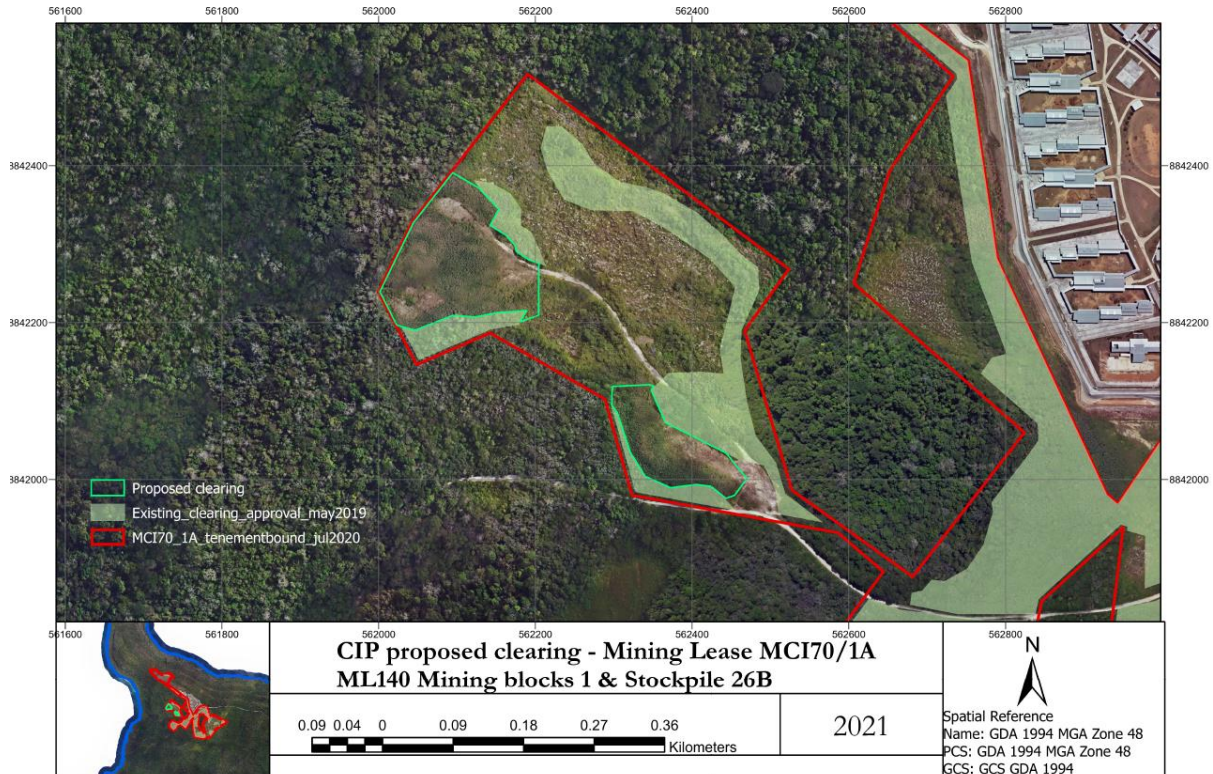 561600 561800 562000 562200 562400 562600 562800
8842400 8842400
8842200 8842200
8842000 8842000
Proposed clearing
Existing_clearing_approval_may2019
MCI70_1A_tenementbound_jul2020
561600 561800 562000 562200 562400 562600 562800
CIP proposed clearing - Mining Lease MCI70/1A
ML140 Mining blocks 1 & Stockpile 26B
0.09 0.04 0 0.09 0.18 0.27 0.36
Kilometers
2021
N
Spatial Reference
Name: GDA 1994 MGA Zone 48
PCS: GDA 1994 MGA Zone 48
GCS: GCS GDA 1994